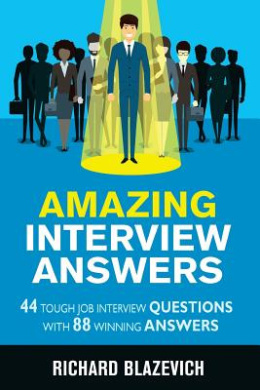 AMAZING
INTERVIEW
ANSWERS
44 TOUGH JOB INTERVIEW QUESTIONS
WITH 88 WINNING ANSWERS
RICHARD BLAZEVICH